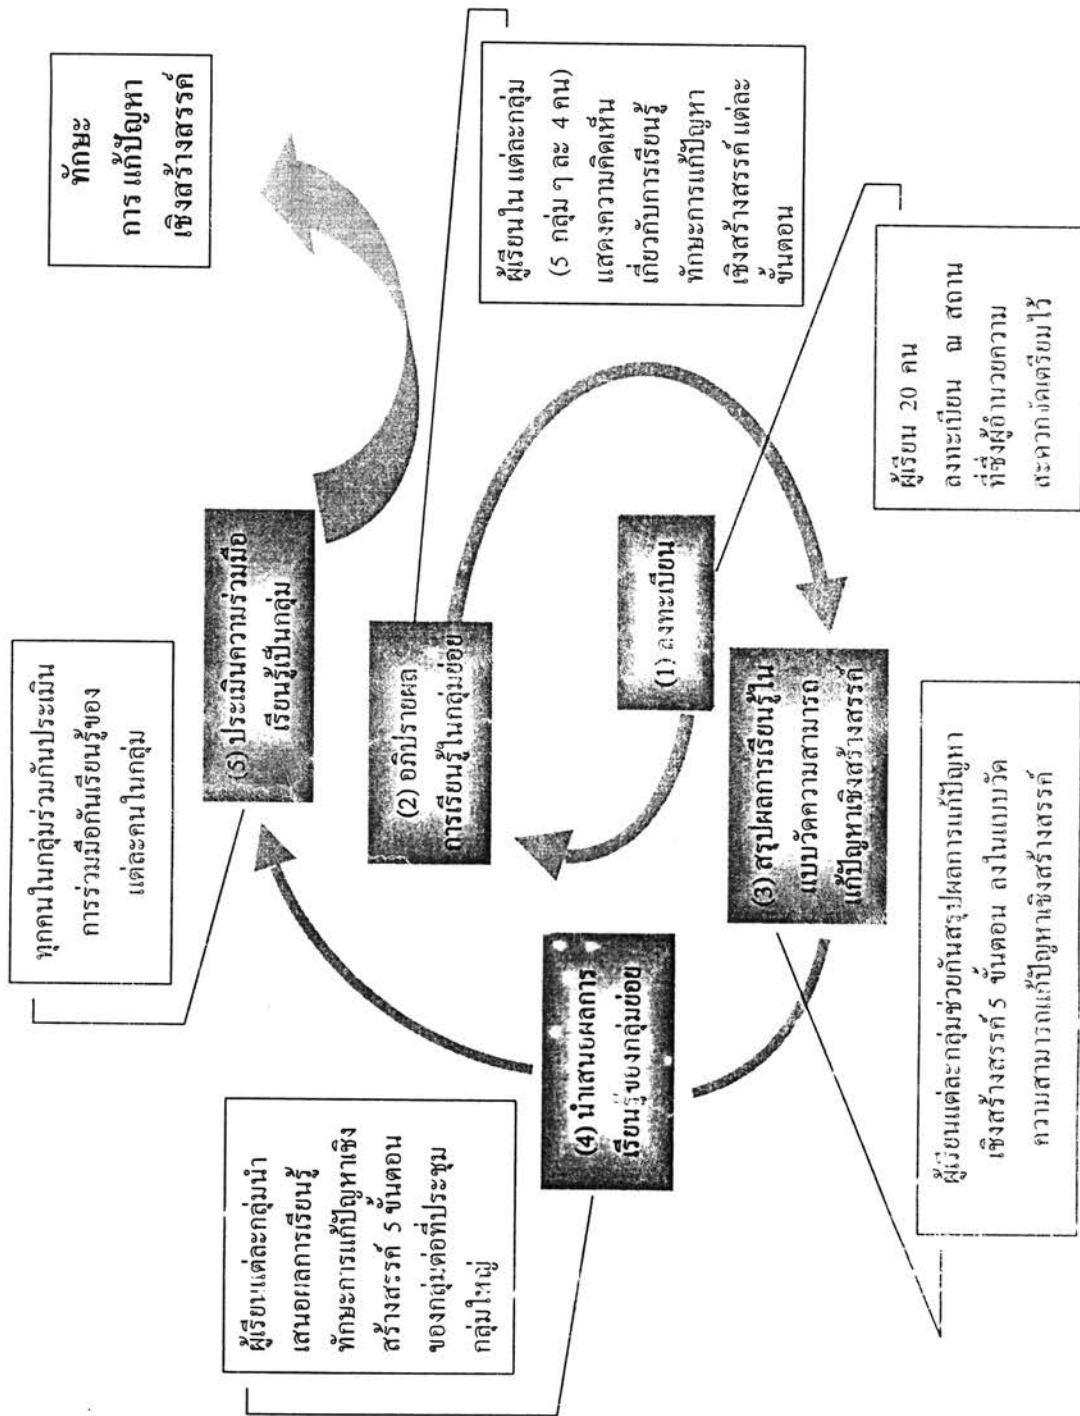 ทักษะ
การ แก้ปัญหา
เชิงสร้างสรรค์
ทุกคนในกลุ่มร่วมกันประเมิน
การร่วมมือกันเรียนรู้ของ
แต่ละคนในกลุ่ม
(5) ประเมินความร่วมมือ
เรียนรู้เป็นกลุ่ม
ผู้เรียนใน แต่ละกลุ่ม
(5 กลุ่ม ๆ ละ 4 คน)
แสดงความคิดเห็น
เกี่ยวกับการเรียนรู้
ทักษะการแก้ปัญหา
เชิงสร้างสรรค์ แต่ละ
ขั้นตอน
(2) อภิปรายผล
การเรียนรู้ในกลุ่มย่อย
(1) ลงทะเบียน
ผู้เรียน 20 คน
ลงทะเบียน ณ สถาน
ที่ซึ่งผู้อำนวยความ
สะดวกจัดเตรียมไว้
ผู้เรียนแต่ละกลุ่มนำ
เสนอผลการเรียนรู้
ทักษะการแก้ปัญหาเชิง
สร้างสรรค์ 5 ขั้นตอน
ของกลุ่มต่อที่ประชุม
กลุ่มใหญ่
(4) นำเสนอผลการ
เรียนรู้ของกลุ่มย่อย
(3) สรุปผลการเรียนรู้ใน
แบบวัดความสามารถ
แก้ปัญหาเชิงสร้างสรรค์
ผู้เรียนแต่ละกลุ่มช่วยกันสรุปผลการแก้ปัญหา
เชิงสร้างสรรค์ 5 ขั้นตอน ลงในแบบวัด
ความสามารถแก้ปัญหาเชิงสร้างสรรค์